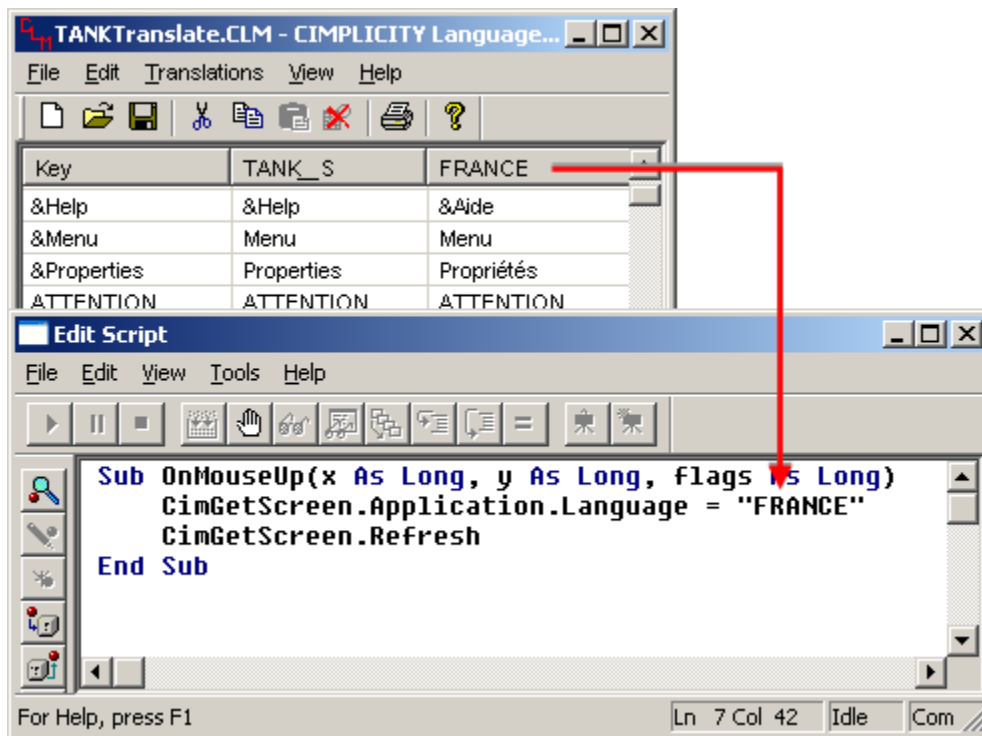 TANKTranslate.CLM - CIMPLICITY Language...
File Edit Translations View Help
Key TANK__S FRANCE
&Help &Help &Aide
&Menu Menu Menu
&Properties Properties Propriétés
ATTENTION ATTENTION ATTENTION
Edit Script
File Edit View Tools Help
Sub OnMouseUp(x As Long, y As Long, flags As Long)
CimGetScreen.Application.Language = "FRANCE"
CimGetScreen.Refresh
End Sub
For Help, press F1 Ln 7 Col 42 Idle Com